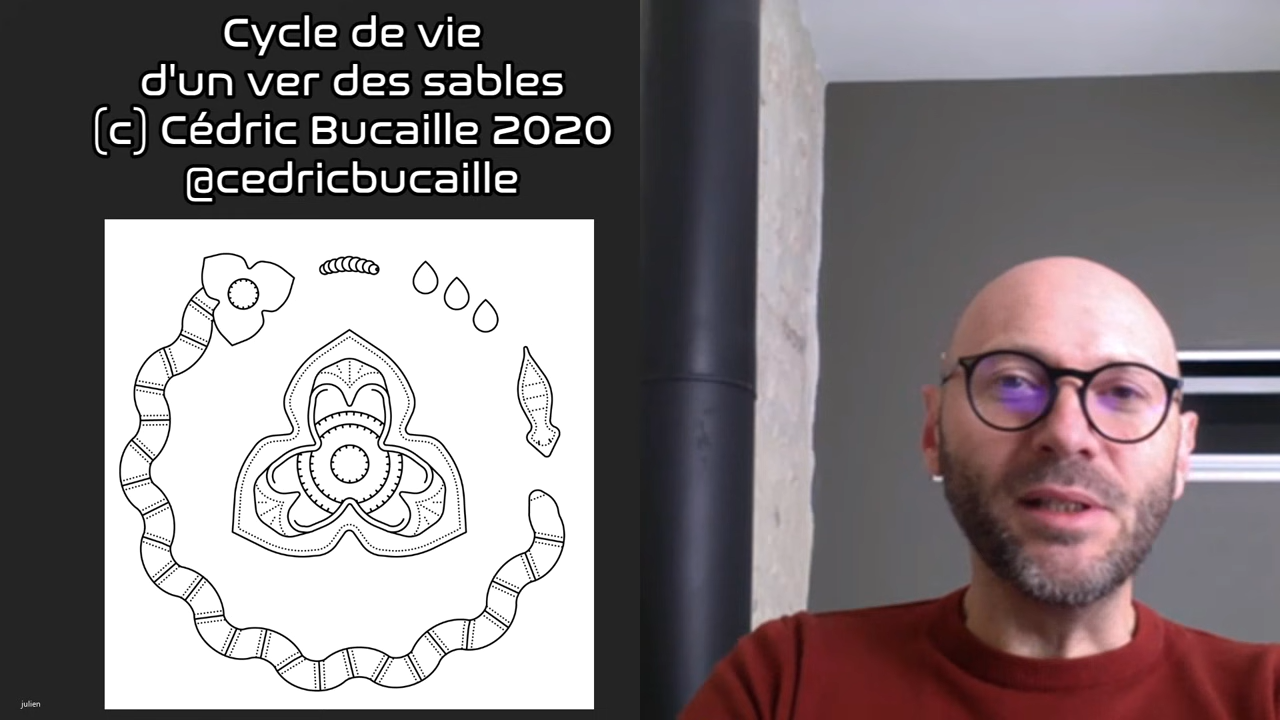 Cycle de vie
d'un ver des sables
(c) Cédric Bucaille 2020
@cedricbucaille
julien